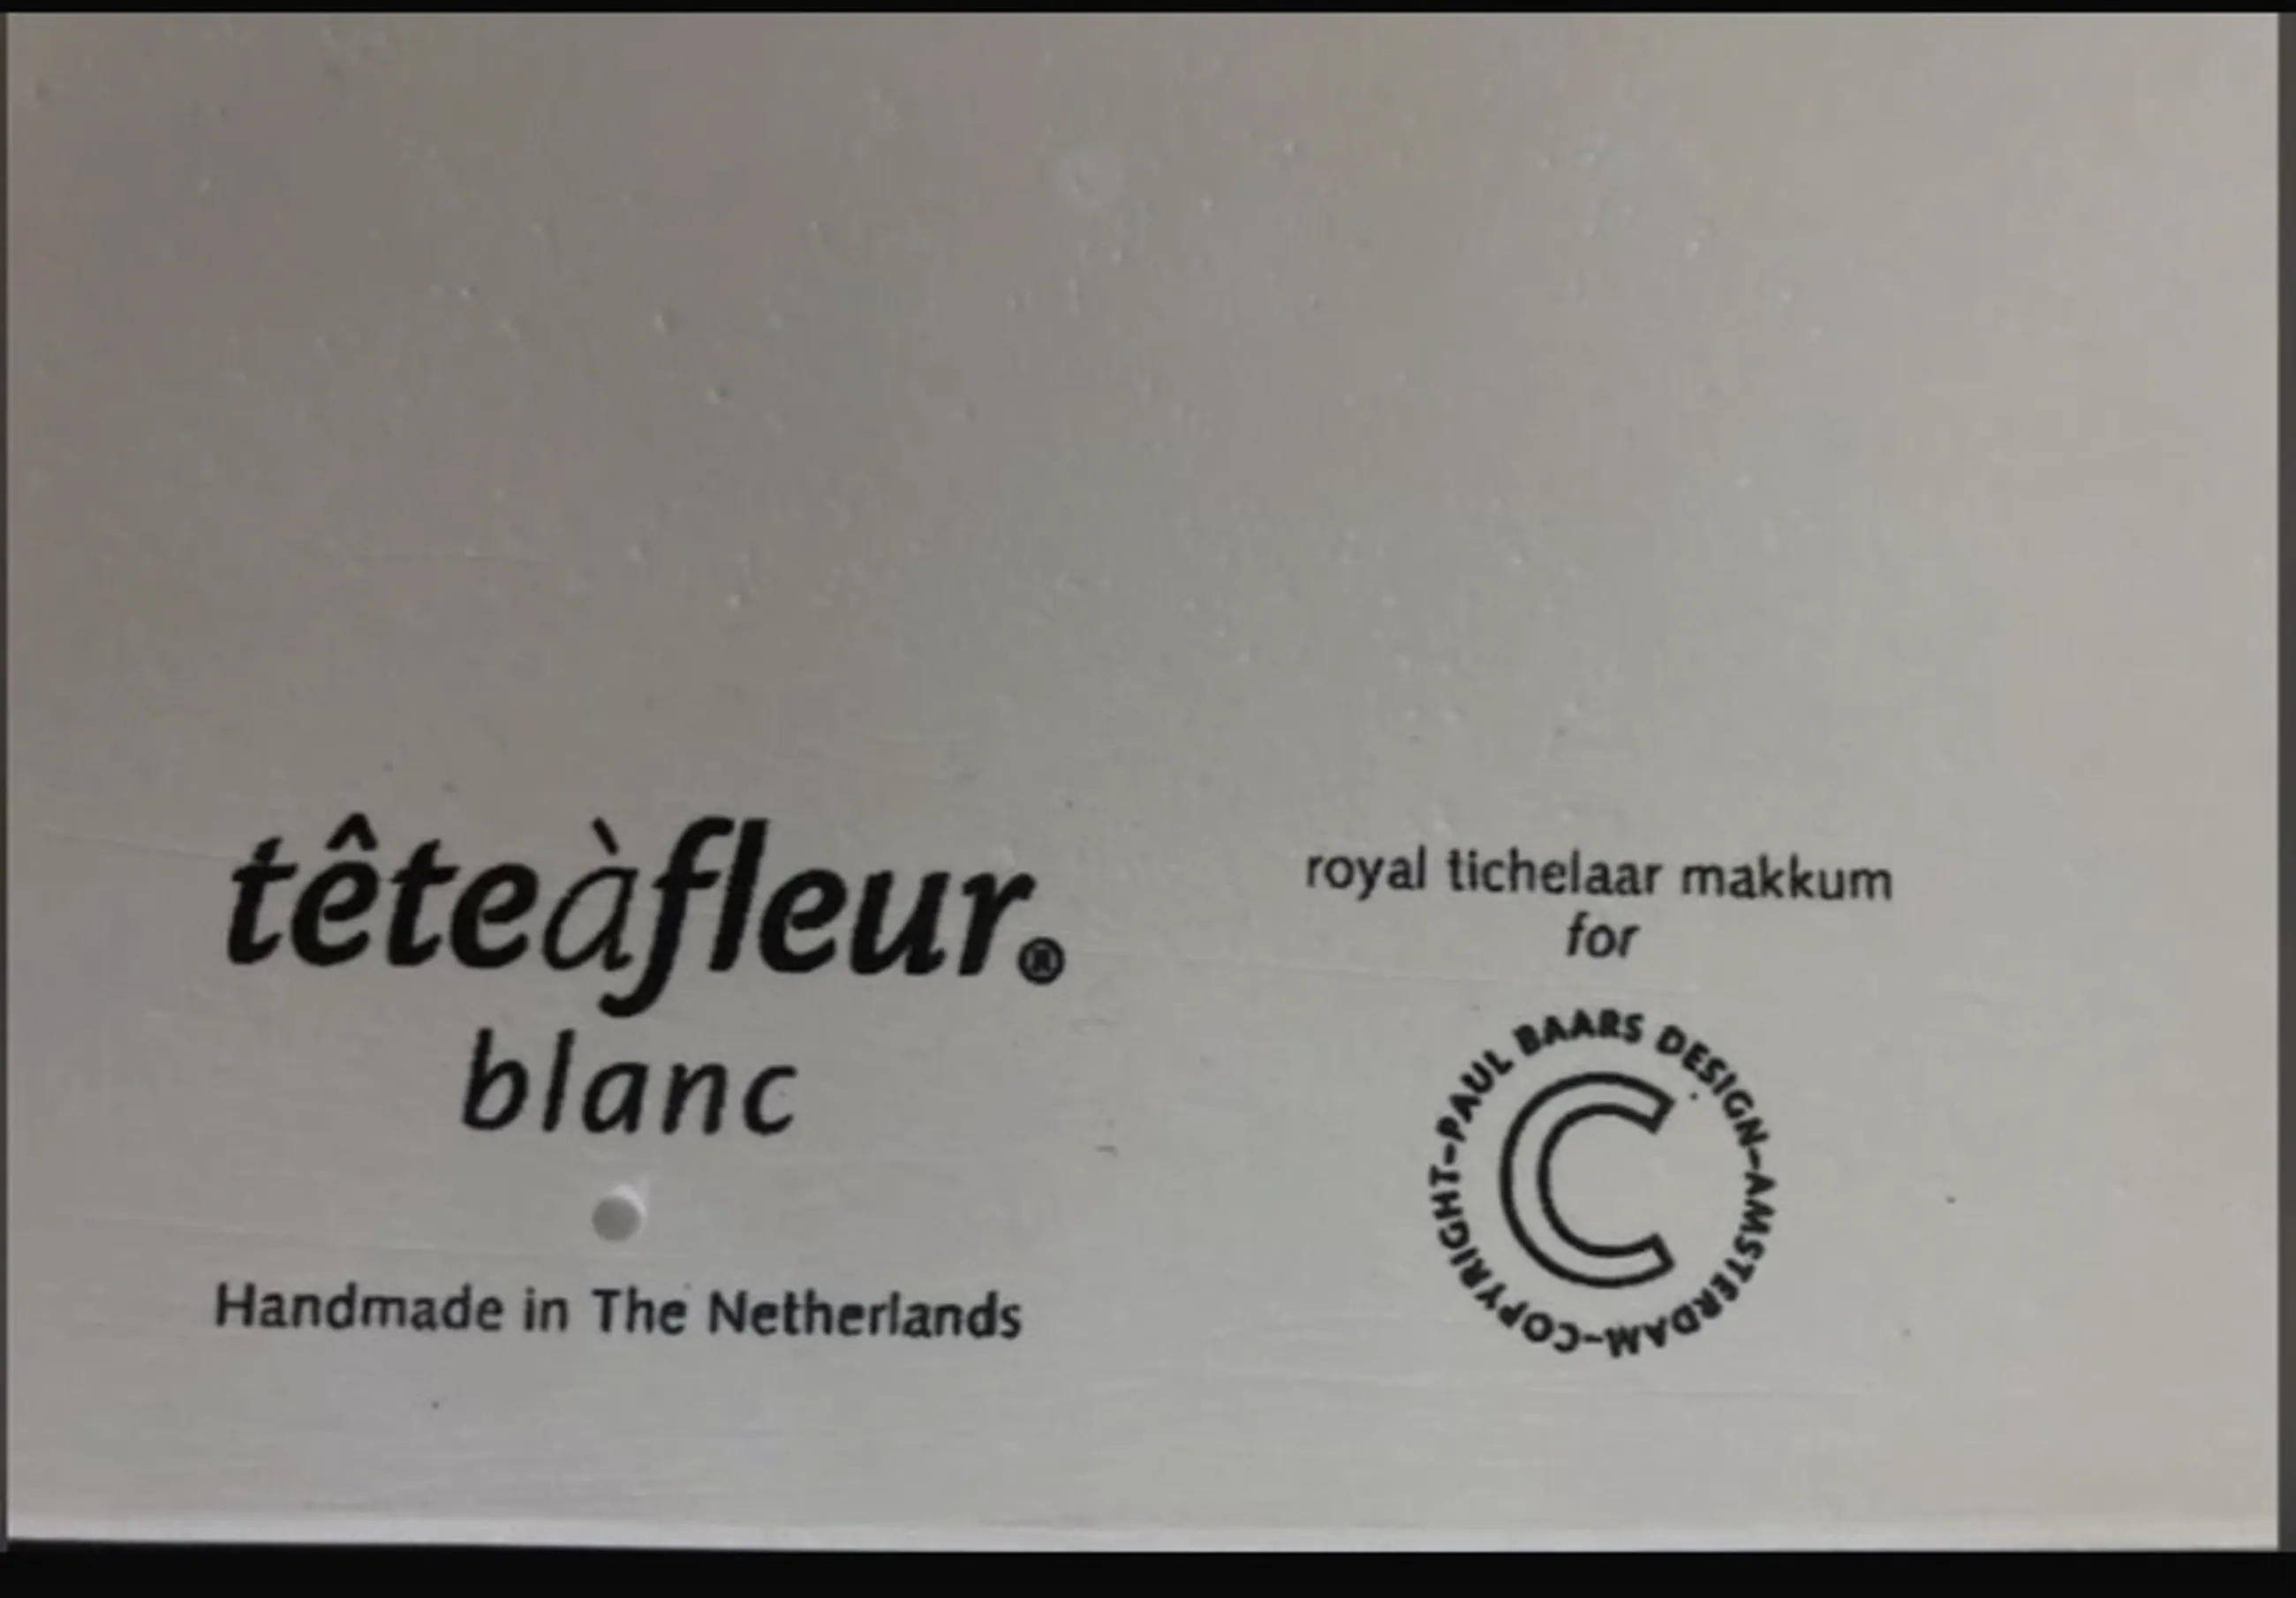 têteàfleur®
blanc
Handmade in The Netherlands
royal tichelaar makkum
for
PAUL BAARS DESIGN–AMSTERDAM–COPYRIGHT–
C